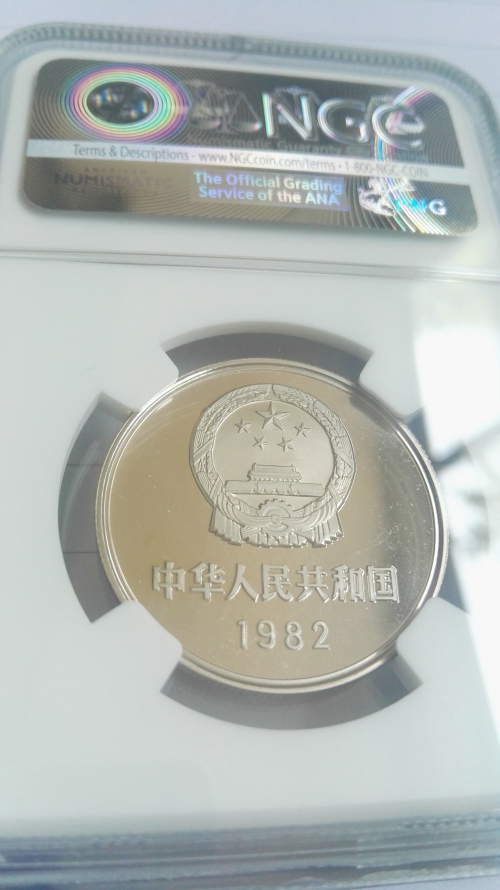 NGC
Terms & Descriptions - www.NGCcoin.com/terms • 1-800-NGC-COIN
NUMISMAT
The Official Grading
Service of the ANA
中华人民共和国
1982